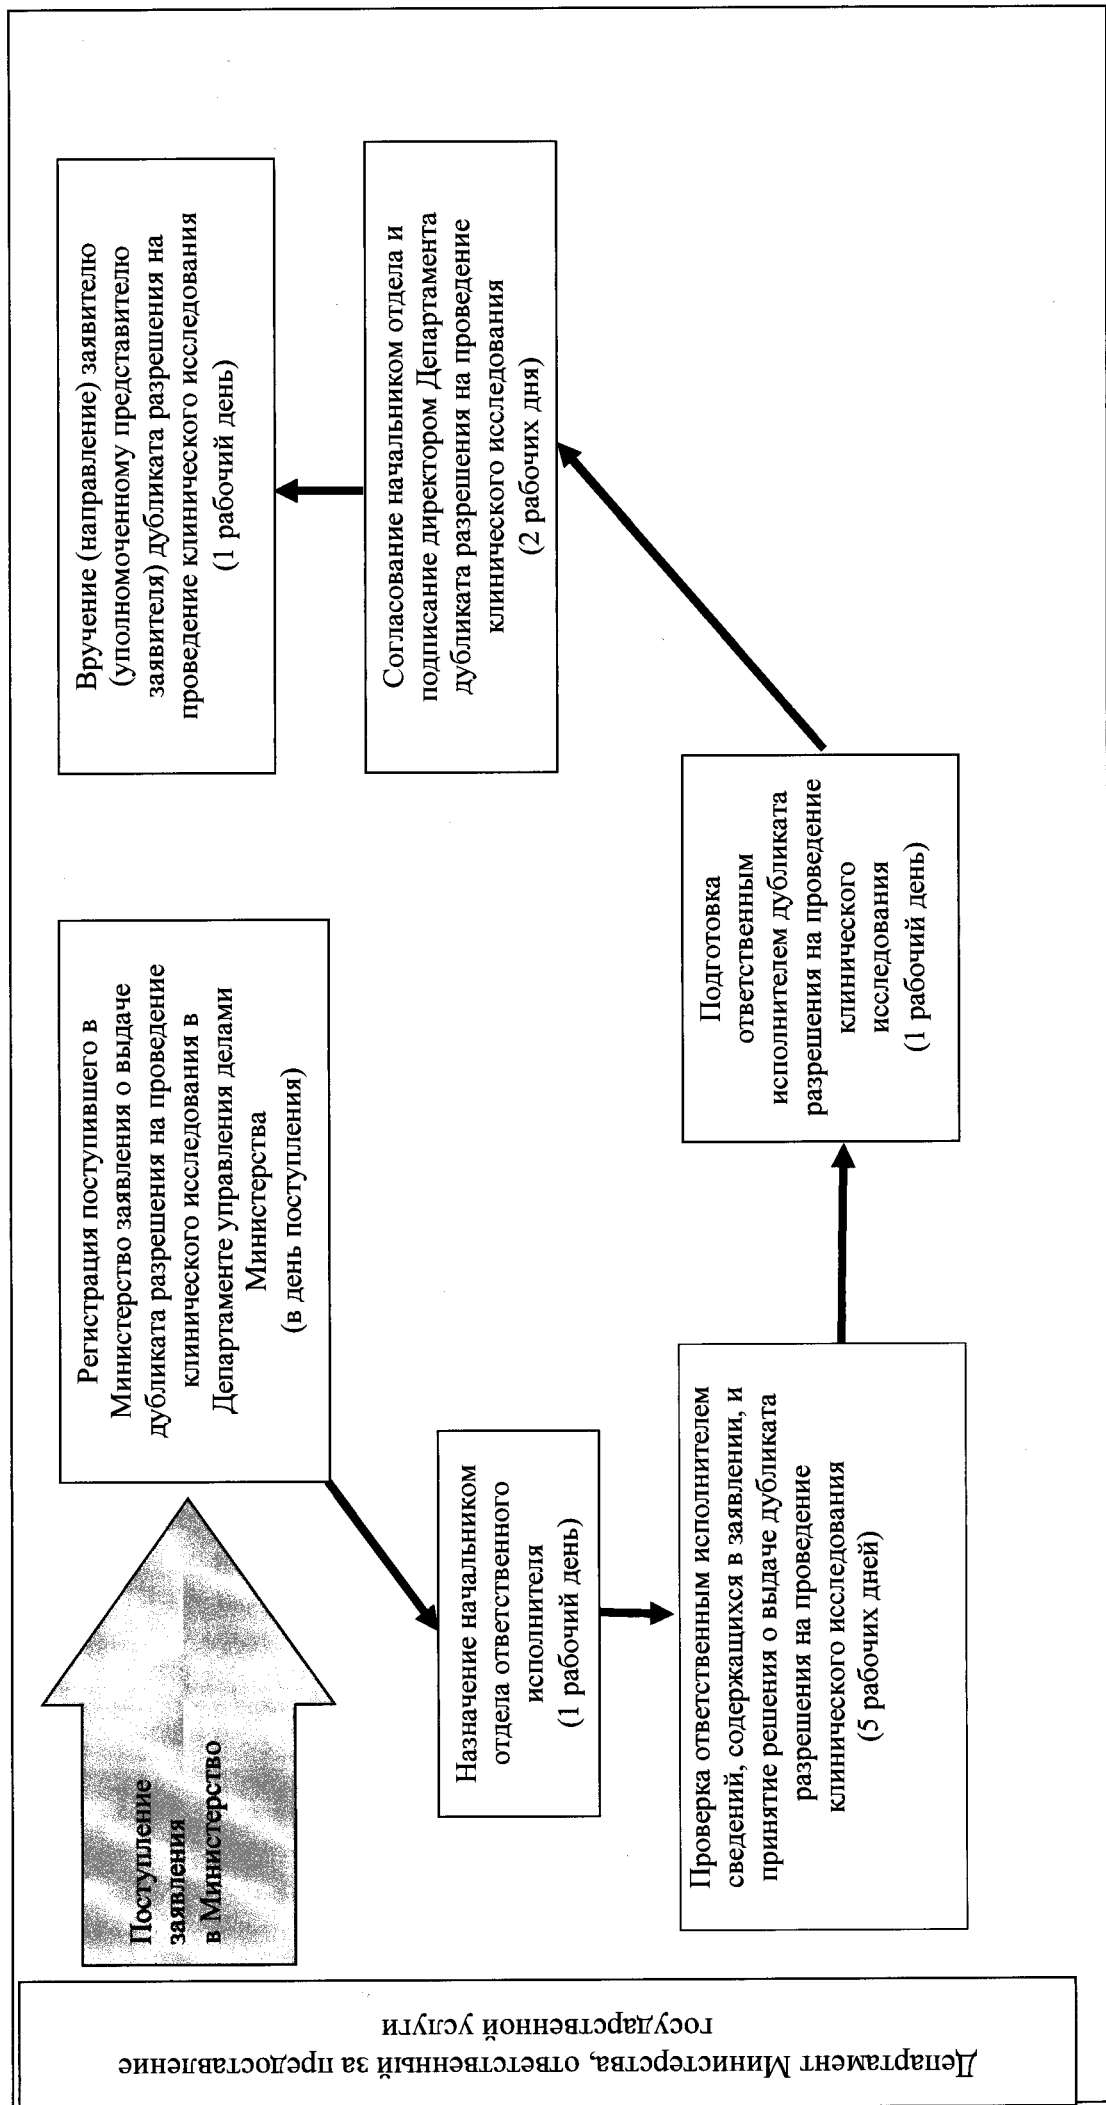 Департамент Министерства, ответственный за предоставление
государственной услуги
Поступление
заявления
в Министерство
Регистрация поступившего в
Министерство заявления о выдаче
дубликата разрешения на проведение
клинического исследования в
Департаменте управления делами
Министерства
(в день поступления)
Назначение начальником
отдела ответственного
исполнителя
(1 рабочий день)
Проверка ответственным исполнителем
сведений, содержащихся в заявлении, и
принятие решения о выдаче дубликата
разрешения на проведение
клинического исследования
(5 рабочих дней)
Подготовка
ответственным
исполнителем дубликата
разрешения на проведение
клинического
исследования
(1 рабочий день)
Согласование начальником отдела и
подписание директором Департамента
дубликата разрешения на проведение
клинического исследования
(2 рабочих дня)
Вручение (направление) заявителю
(уполномоченному представителю
заявителя) дубликата разрешения на
проведение клинического исследования
(1 рабочий день)